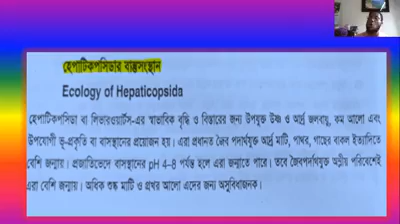 হেপাটিকপসিডার বাস্তুসংস্থান
Ecology of Hepaticopsida
হেপাটিকপসিডা বা লিভারওয়ার্টস-এর স্বাভাবিক বৃদ্ধি ও বিস্তারের জন্য উপযুক্ত উষ্ণ ও আর্দ্র জলবায়ু, কম আলো এবং
উপযোগী ভূ-প্রকৃতি বা বাসস্থানের প্রয়োজন হয়। এরা প্রধানত জৈব পদার্থযুক্ত আর্দ্র মাটি, পাথর, গাছের বাকল ইত্যাদিতে
বেশি জন্মায়। প্রজাতিভেদে বাসস্থানের pH 4–8 পর্যন্ত হলে এরা জন্মাতে পারে। তবে জৈবপদার্থযুক্ত অম্লীয় পরিবেশেই
এরা বেশি জন্মায়। অধিক শুষ্ক মাটি ও প্রখর আলো এদের জন্য অসুবিধাজনক।